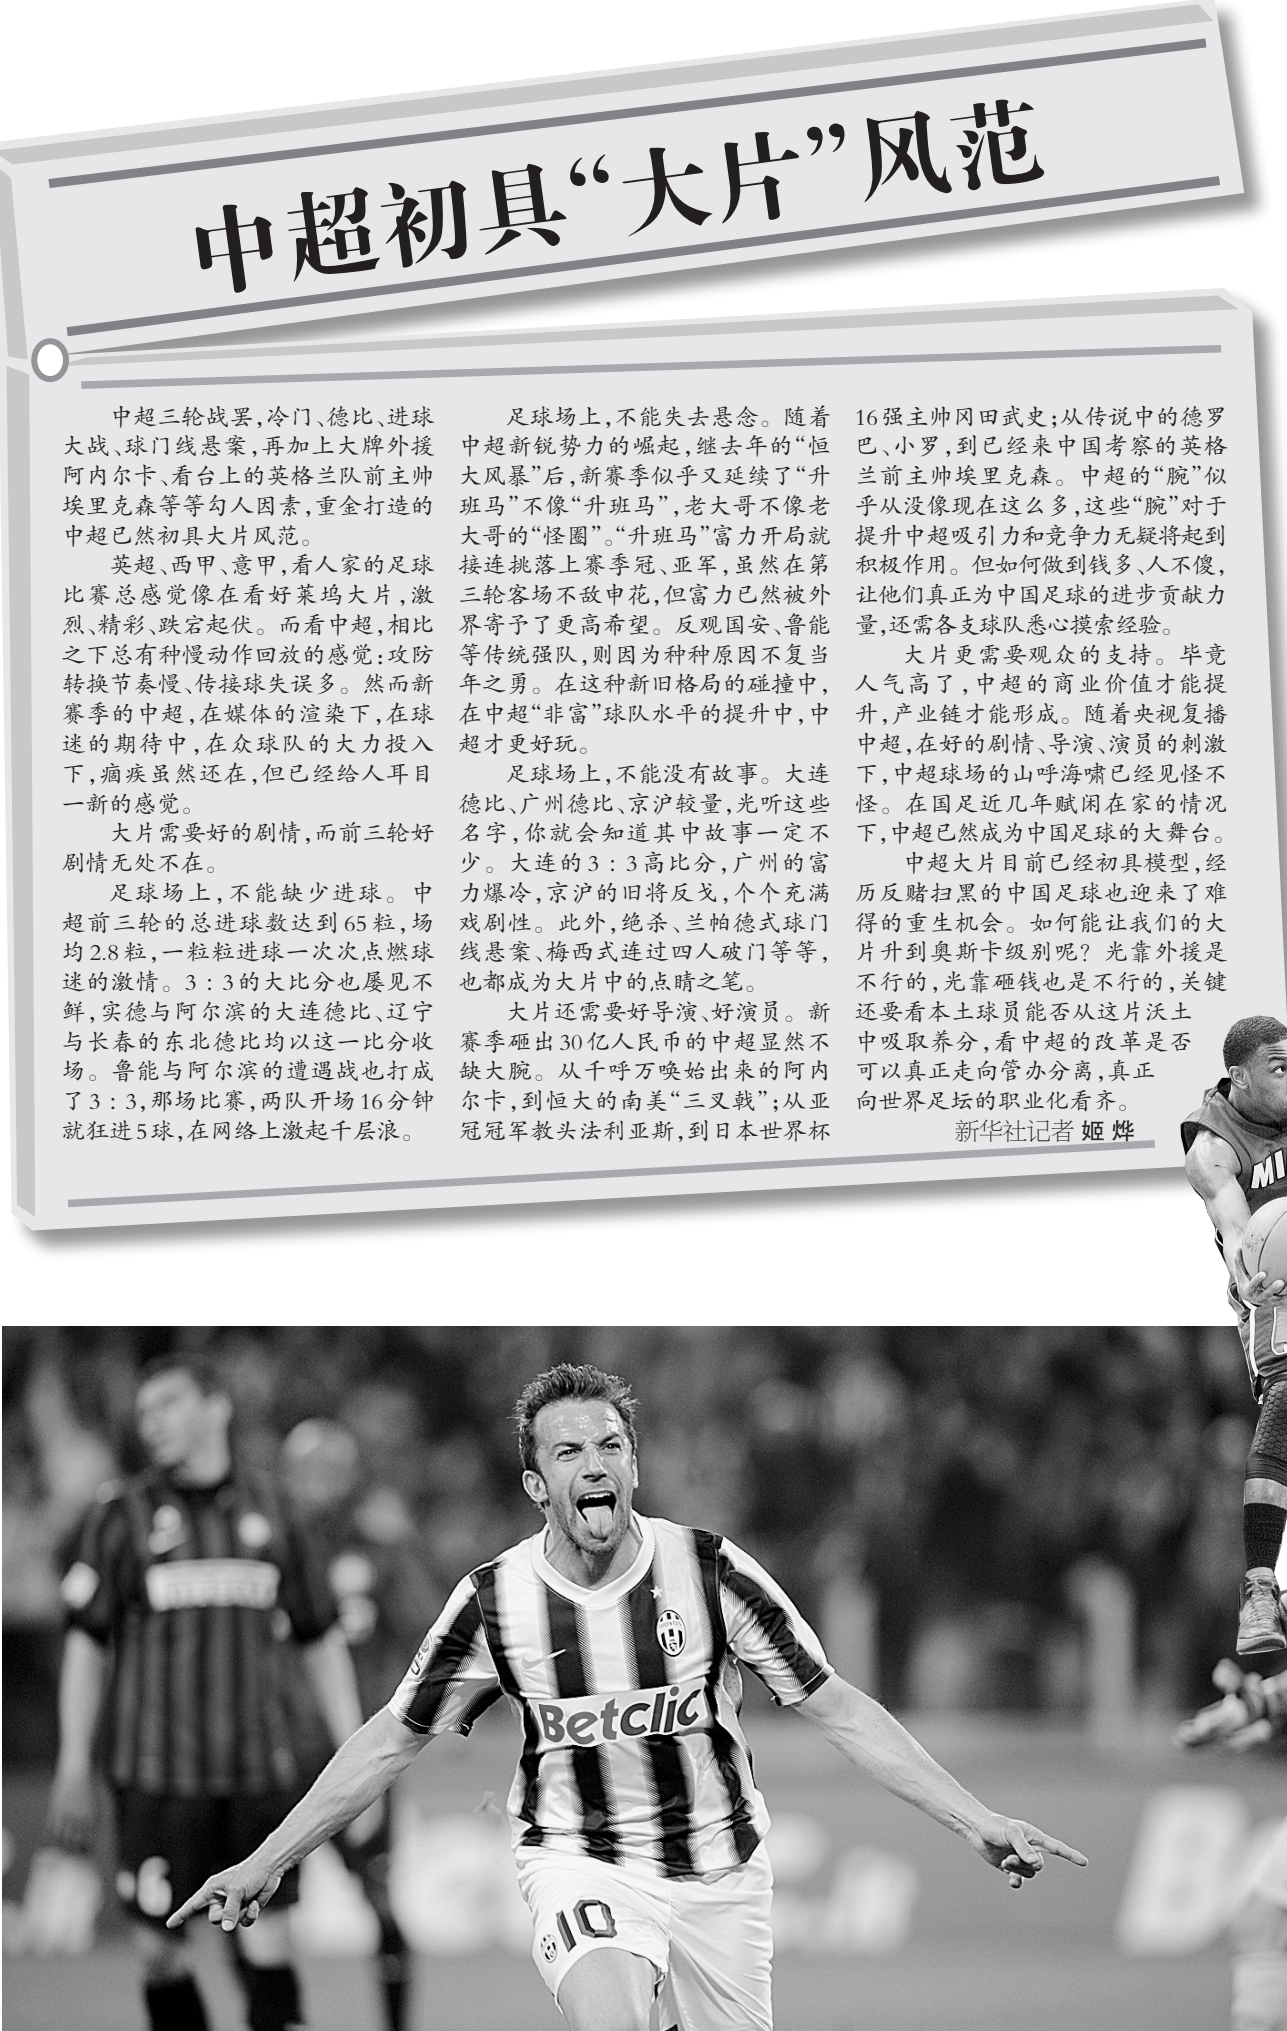 中超初具“大片”风范
中超三轮战罢,冷门、德比、进球
大战、球门线悬案,再加上大牌外援
阿内尔卡、看台上的英格兰队前主帅
埃里克森等等勾人因素,重金打造的
中超已然初具大片风范。
英超、西甲、意甲,看人家的足球
比赛总感觉像在看好莱坞大片,激
烈、精彩、跌宕起伏。而看中超,相比
之下总有种慢动作回放的感觉:攻防
转换节奏慢、传接球失误多。然而新
赛季的中超,在媒体的渲染下,在球
迷的期待中,在众球队的大力投入
下,痼疾虽然还在,但已经给人耳目
一新的感觉。
大片需要好的剧情,而前三轮好
剧情无处不在。
足球场上,不能缺少进球。中
超前三轮的总进球数达到65粒,场
均2.8粒,一粒粒进球一次次点燃球
迷的激情。3:3的大比分也屡见不
鲜,实德与阿尔滨的大连德比、辽宁
与长春的东北德比均以这一比分收
场。鲁能与阿尔滨的遭遇战也打成
了3:3,那场比赛,两队开场16分钟
就狂进5球,在网络上激起千层浪。
足球场上,不能失去悬念。随着
中超新锐势力的崛起,继去年的“恒
大风暴”后,新赛季似乎又延续了“升
班马”不像“升班马”,老大哥不像老
大哥的“怪圈”。“升班马”富力开局就
接连挑落上赛季冠、亚军,虽然在第
三轮客场不敌申花,但富力已然被外
界寄予了更高希望。反观国安、鲁能
等传统强队,则因为种种原因不复当
年之勇。在这种新旧格局的碰撞中,
在中超“非富”球队水平的提升中,中
超才更好玩。
足球场上,不能没有故事。大连
德比、广州德比、京沪较量,光听这些
名字,你就会知道其中故事一定不
少。大连的3:3高比分,广州的富
力爆冷,京沪的旧将反戈,个个充满
戏剧性。此外,绝杀、兰帕德式球门
线悬案、梅西式连过四人破门等等,
也都成为大片中的点睛之笔。
大片还需要好导演、好演员。新
赛季砸出30亿人民币的中超显然不
缺大腕。从千呼万唤始出来的阿内
尔卡,到恒大的南美“三叉戟”;从亚
冠冠军教头法利亚斯,到日本世界杯
16强主帅冈田武史;从传说中的德罗
巴、小罗,到已经来中国考察的英格
兰前主帅埃里克森。中超的“腕”似
乎从没像现在这么多,这些“腕”对于
提升中超吸引力和竞争力无疑将起到
积极作用。但如何做到钱多、人不傻,
让他们真正为中国足球的进步贡献力
量,还需各支球队悉心摸索经验。
大片更需要观众的支持。毕竟
人气高了,中超的商业价值才能提
升,产业链才能形成。随着央视复播
中超,在好的剧情、导演、演员的刺激
下,中超球场的山呼海啸已经见怪不
怪。在国足近几年赋闲在家的情况
下,中超已然成为中国足球的大舞台。
中超大片目前已经初具模型,经
历反赌扫黑的中国足球也迎来了难
得的重生机会。如何能让我们的大
片升到奥斯卡级别呢?光靠外援是
不行的,光靠砸钱也是不行的,关键
还要看本土球员能否从这片沃土
中吸取养分,看中超的改革是否
可以真正走向管办分离,真正
向世界足坛的职业化看齐。
新华社记者 姬 烨
MI
PIRELLI
Betclic
10
6